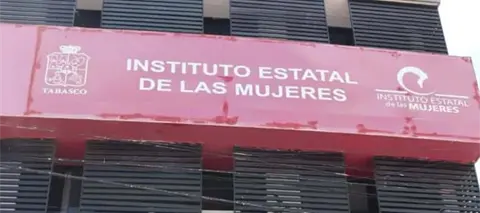 TABASCO
INSTITUTO ESTATAL
DE LAS MUJERES
INSTITUTO ESTATAL
de las MUJERES